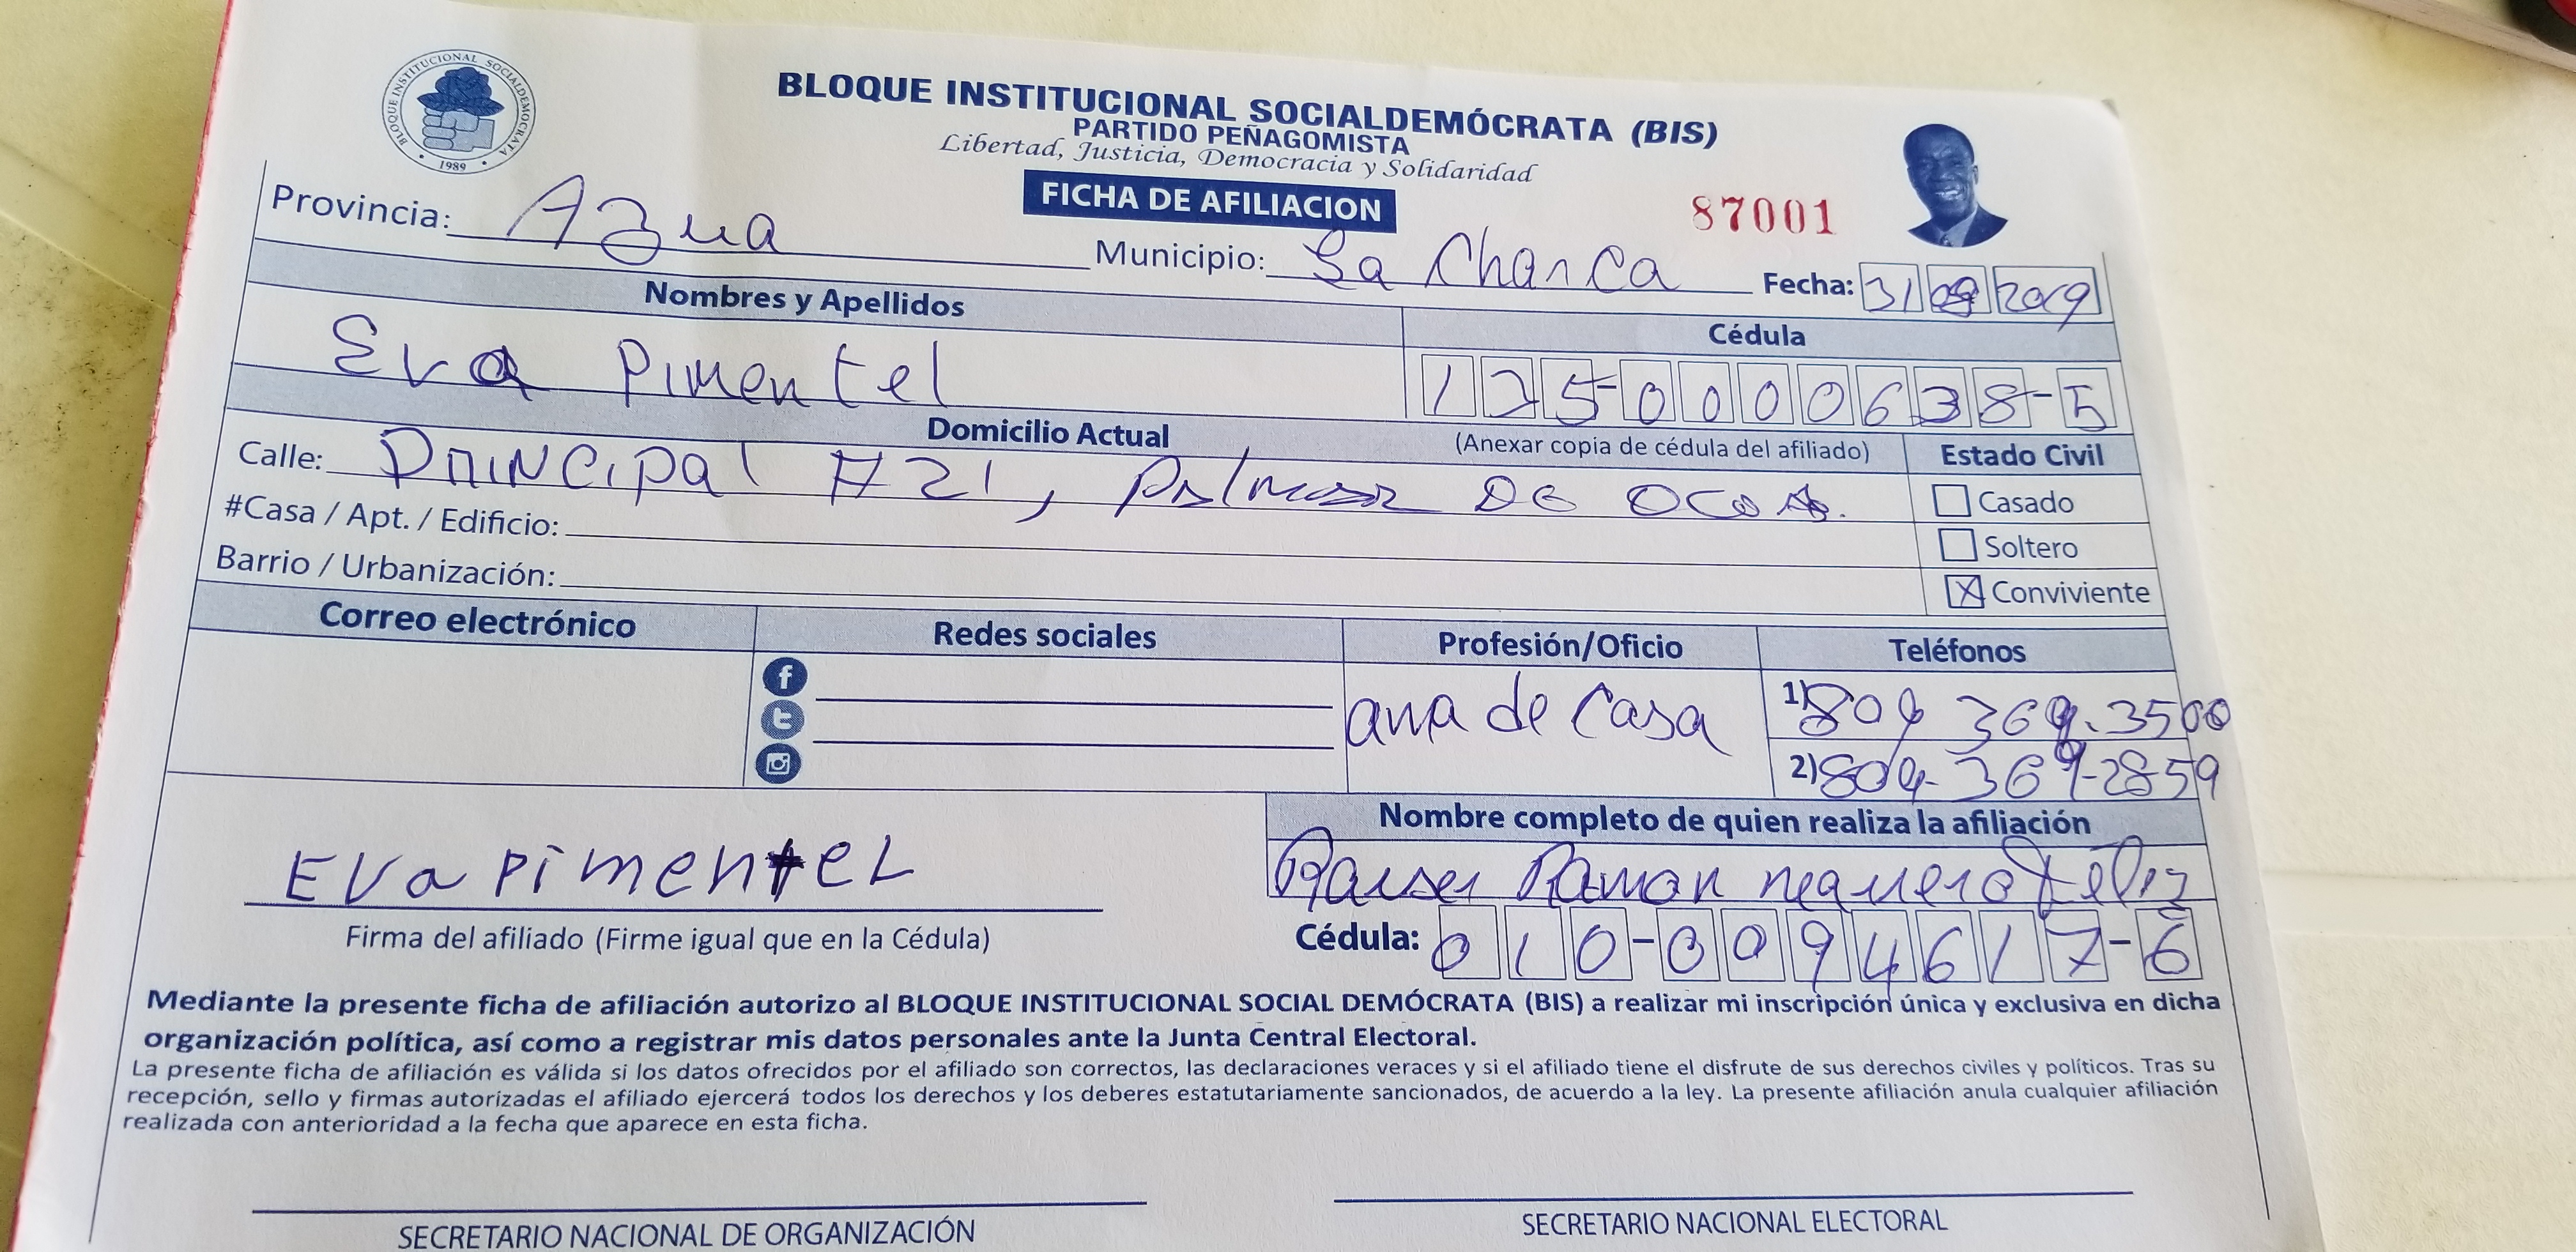 BLOQUE INSTITUCIONAL SOCIALDEMOCRATA
1989
BLOQUE INSTITUCIONAL SOCIALDEMÓCRATA (BIS)
PARTIDO PEÑAGOMISTA
Libertad, Justicia, Democracia y Solidaridad
FICHA DE AFILIACION
87001
Provincia: Azua Municipio: La Charca Fecha: 31 08 2019
Nombres y Apellidos Cédula
Eva Pimentel 125-0000638-5
Domicilio Actual (Anexar copia de cédula del afiliado) Estado Civil
Calle: Principal #21, Palmar DE OCOA.
Casado
#Casa / Apt. / Edificio:
Soltero
Barrio / Urbanización:
X Conviviente
Correo electrónico Redes sociales Profesión/Oficio Teléfonos
ama de Casa 1) 809 369.3500
2) 809-369-2859
Nombre completo de quien realiza la afiliación
Eva PimenteL Ramon
Firma del afiliado (Firme igual que en la Cédula) Cédula: 010-0094617-6
Mediante la presente ficha de afiliación autorizo al BLOQUE INSTITUCIONAL SOCIAL DEMÓCRATA (BIS) a realizar mi inscripción única y exclusiva en dicha
organización política, así como a registrar mis datos personales ante la Junta Central Electoral.
La presente ficha de afiliación es válida si los datos ofrecidos por el afiliado son correctos, las declaraciones veraces y si el afiliado tiene el disfrute de sus derechos civiles y políticos. Tras su
recepción, sello y firmas autorizadas el afiliado ejercerá todos los derechos y los deberes estatutariamente sancionados, de acuerdo a la ley. La presente afiliación anula cualquier afiliación
realizada con anterioridad a la fecha que aparece en esta ficha.
SECRETARIO NACIONAL DE ORGANIZACIÓN SECRETARIO NACIONAL ELECTORAL